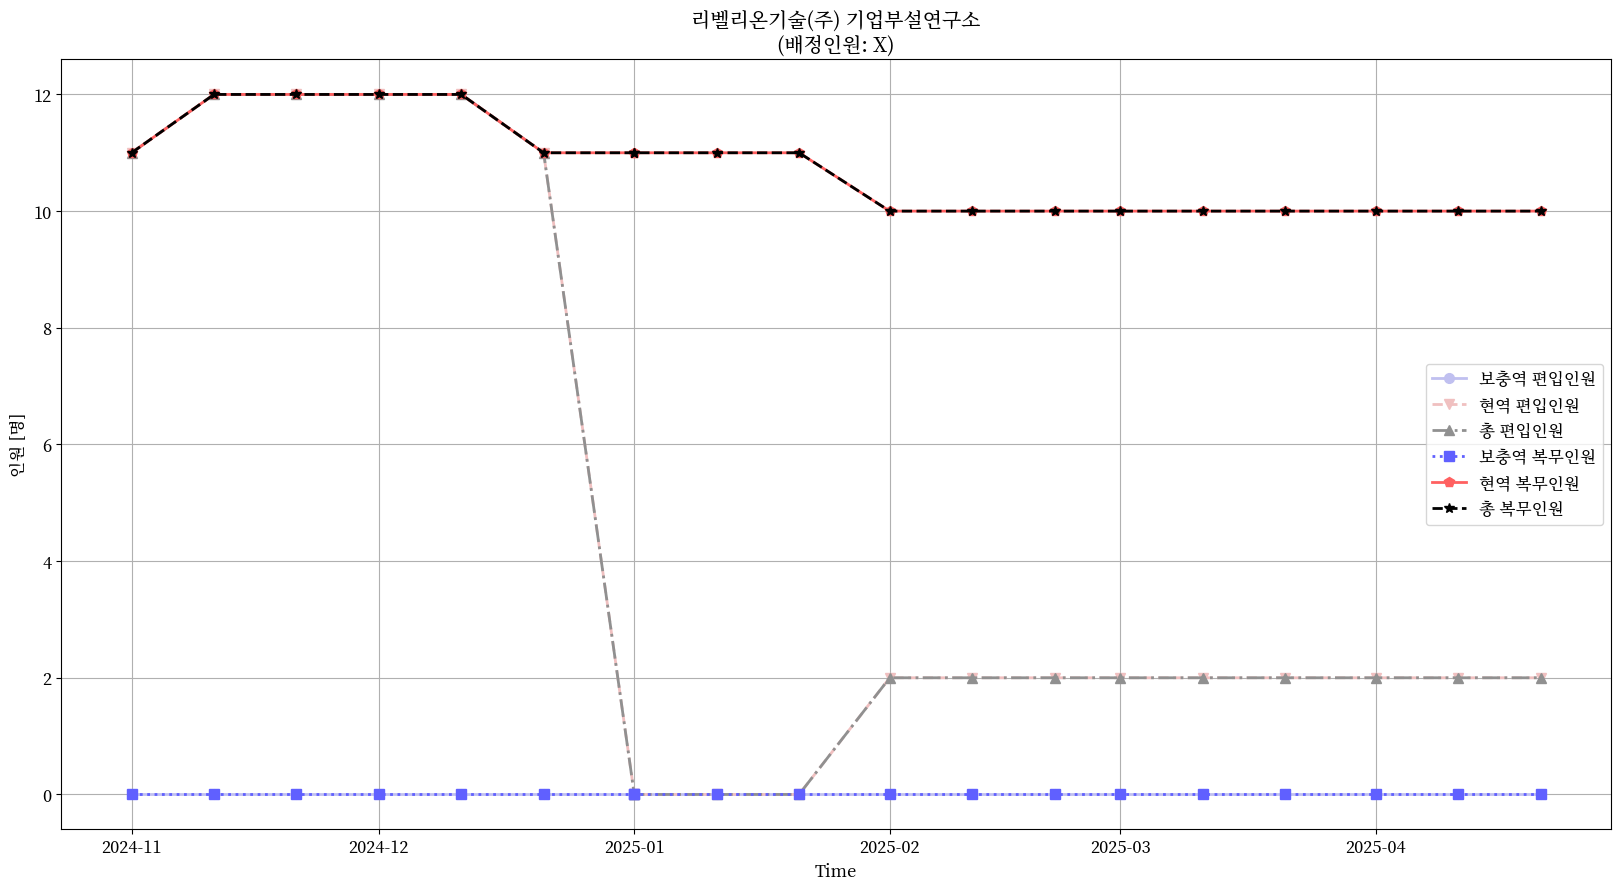 리벨리온기술(주) 기업부설연구소
(배정인원: X)
12
10
8
6
4
2
0
인원 [명]
보충역 편입인원
현역 편입인원
총 편입인원
보충역 복무인원
현역 복무인원
총 복무인원
2024-11
2024-12
2025-01
2025-02
2025-03
2025-04
Time